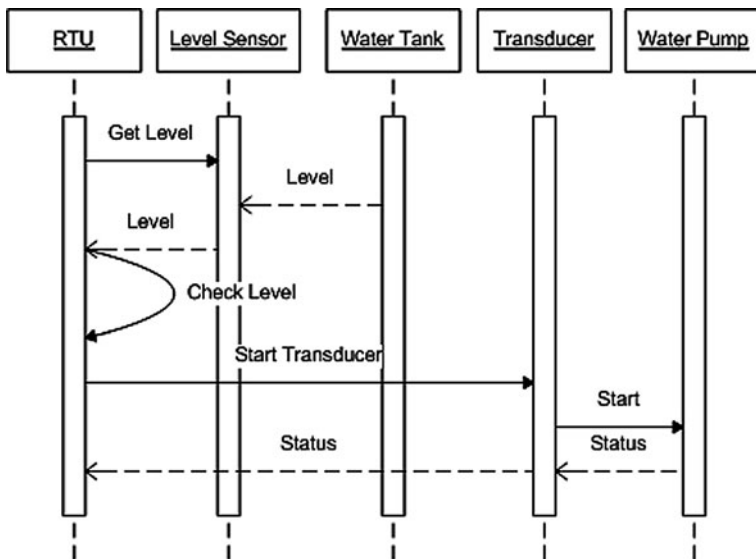 RTU
Level Sensor
Water Tank
Transducer
Water Pump
Get Level
Level
Level
Check Level
Start Transducer
Start
Status
Status